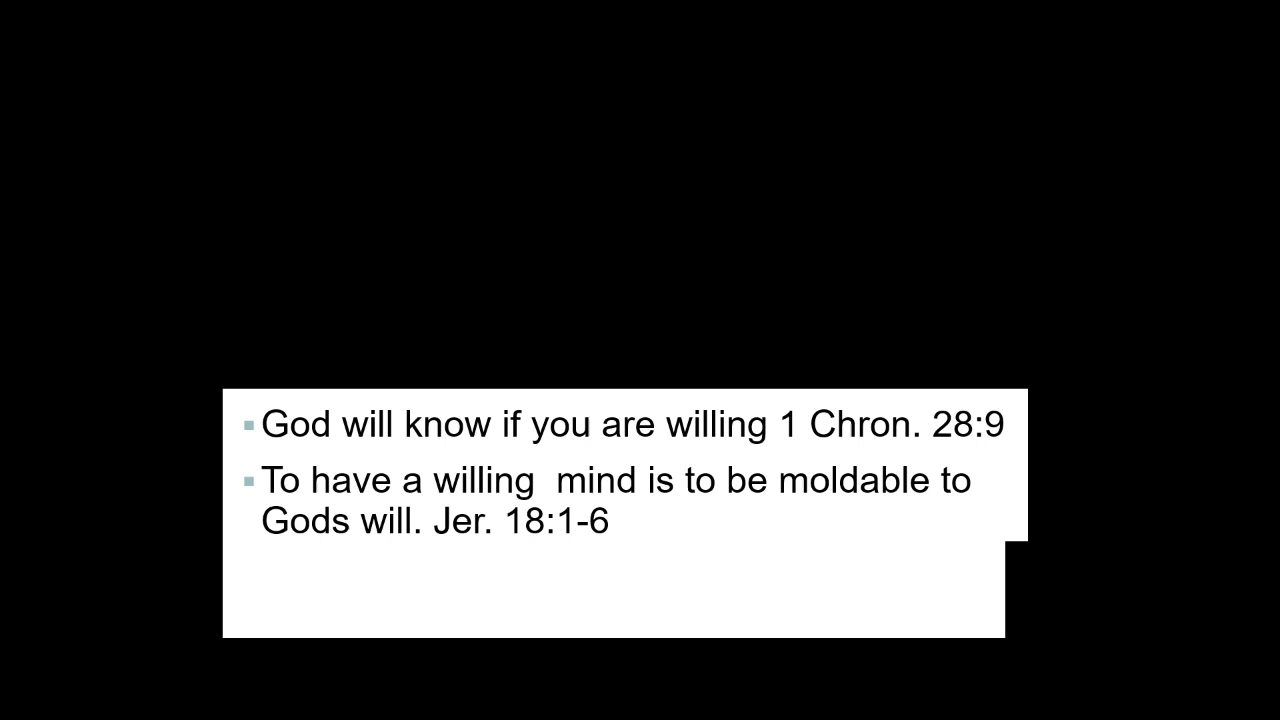 ▪God will know if you are willing 1 Chron. 28:9
▪To have a willing  mind is to be moldable to
Gods will. Jer. 18:1-6